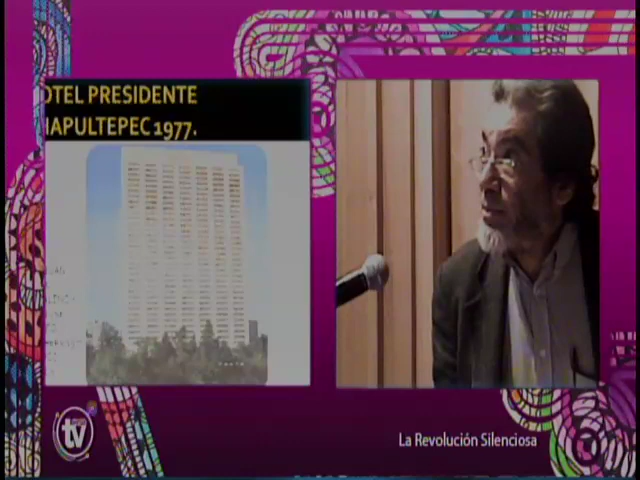 OTEL PRESIDENTE
HAPULTEPEC 1977.
tv
La Revolución Silenciosa